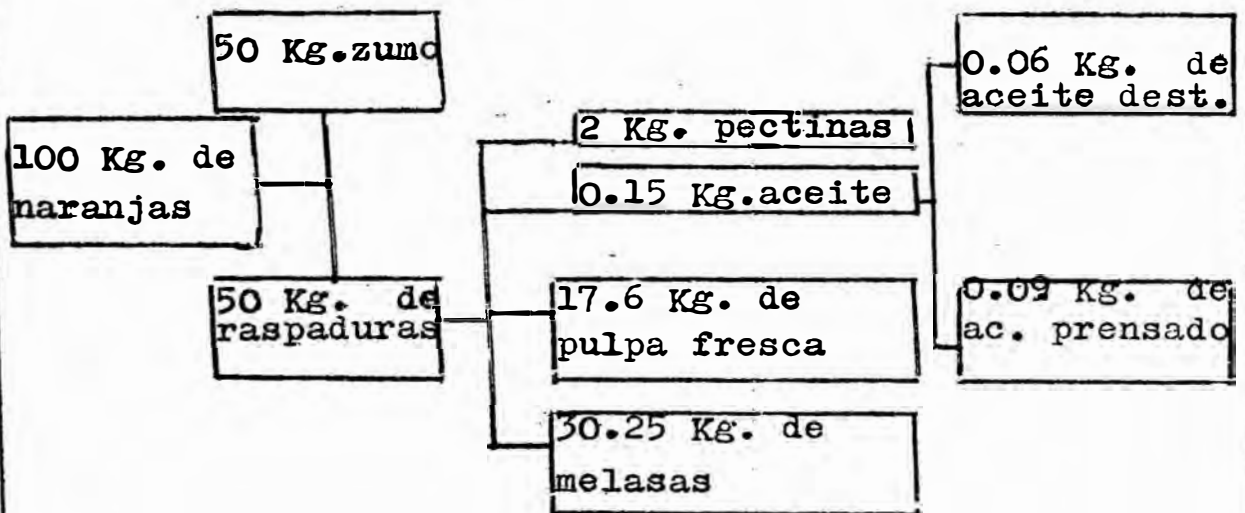 50 Kg.zumo
100 Kg. de
naranjas
50 Kg. de
raspaduras
2 Kg. pectinas
0.15 Kg.aceite
17.6 Kg. de
pulpa fresca
30.25 Kg. de
melasas
0.06 Kg. de
aceite dest.
0.09 Kg. de
ac. prensado